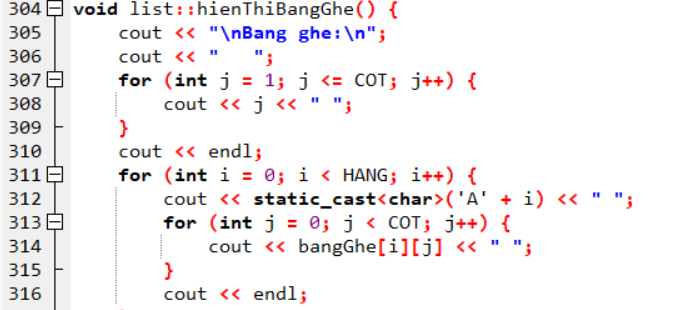 304 void list::hienThiBangGhe() {
305     cout << "\nBang ghe:\n";
306     cout << "   ";
307     for (int j = 1; j <= COT; j++) {
308         cout << j << " ";
309     }
310     cout << endl;
311     for (int i = 0; i < HANG; i++) {
312         cout << static_cast<char>('A' + i) << " ";
313         for (int j = 0; j < COT; j++) {
314             cout << bangGhe[i][j] << " ";
315         }
316         cout << endl;